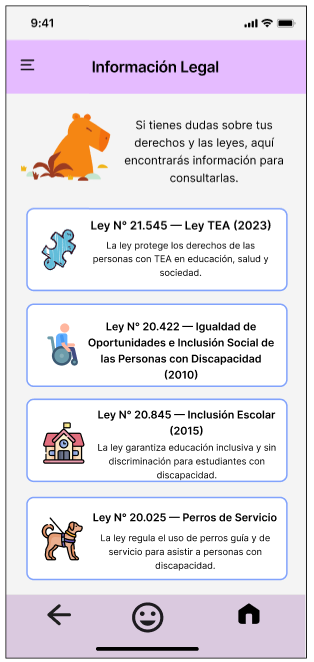 9:41
Información Legal
Si tienes dudas sobre tus
derechos y las leyes, aquí
encontrarás información para
consultarlas.
Ley N° 21.545 — Ley TEA (2023)
La ley protege los derechos de las
personas con TEA en educación, salud y
sociedad.
Ley N° 20.422 — Igualdad de
Oportunidades e Inclusión Social de
las Personas con Discapacidad
(2010)
Ley N° 20.845 — Inclusión Escolar
(2015)
La ley garantiza educación inclusiva y sin
discriminación para estudiantes con
discapacidad.
Ley N° 20.025 — Perros de Servicio
La ley regula el uso de perros guía y de
servicio para asistir a personas con
discapacidad.